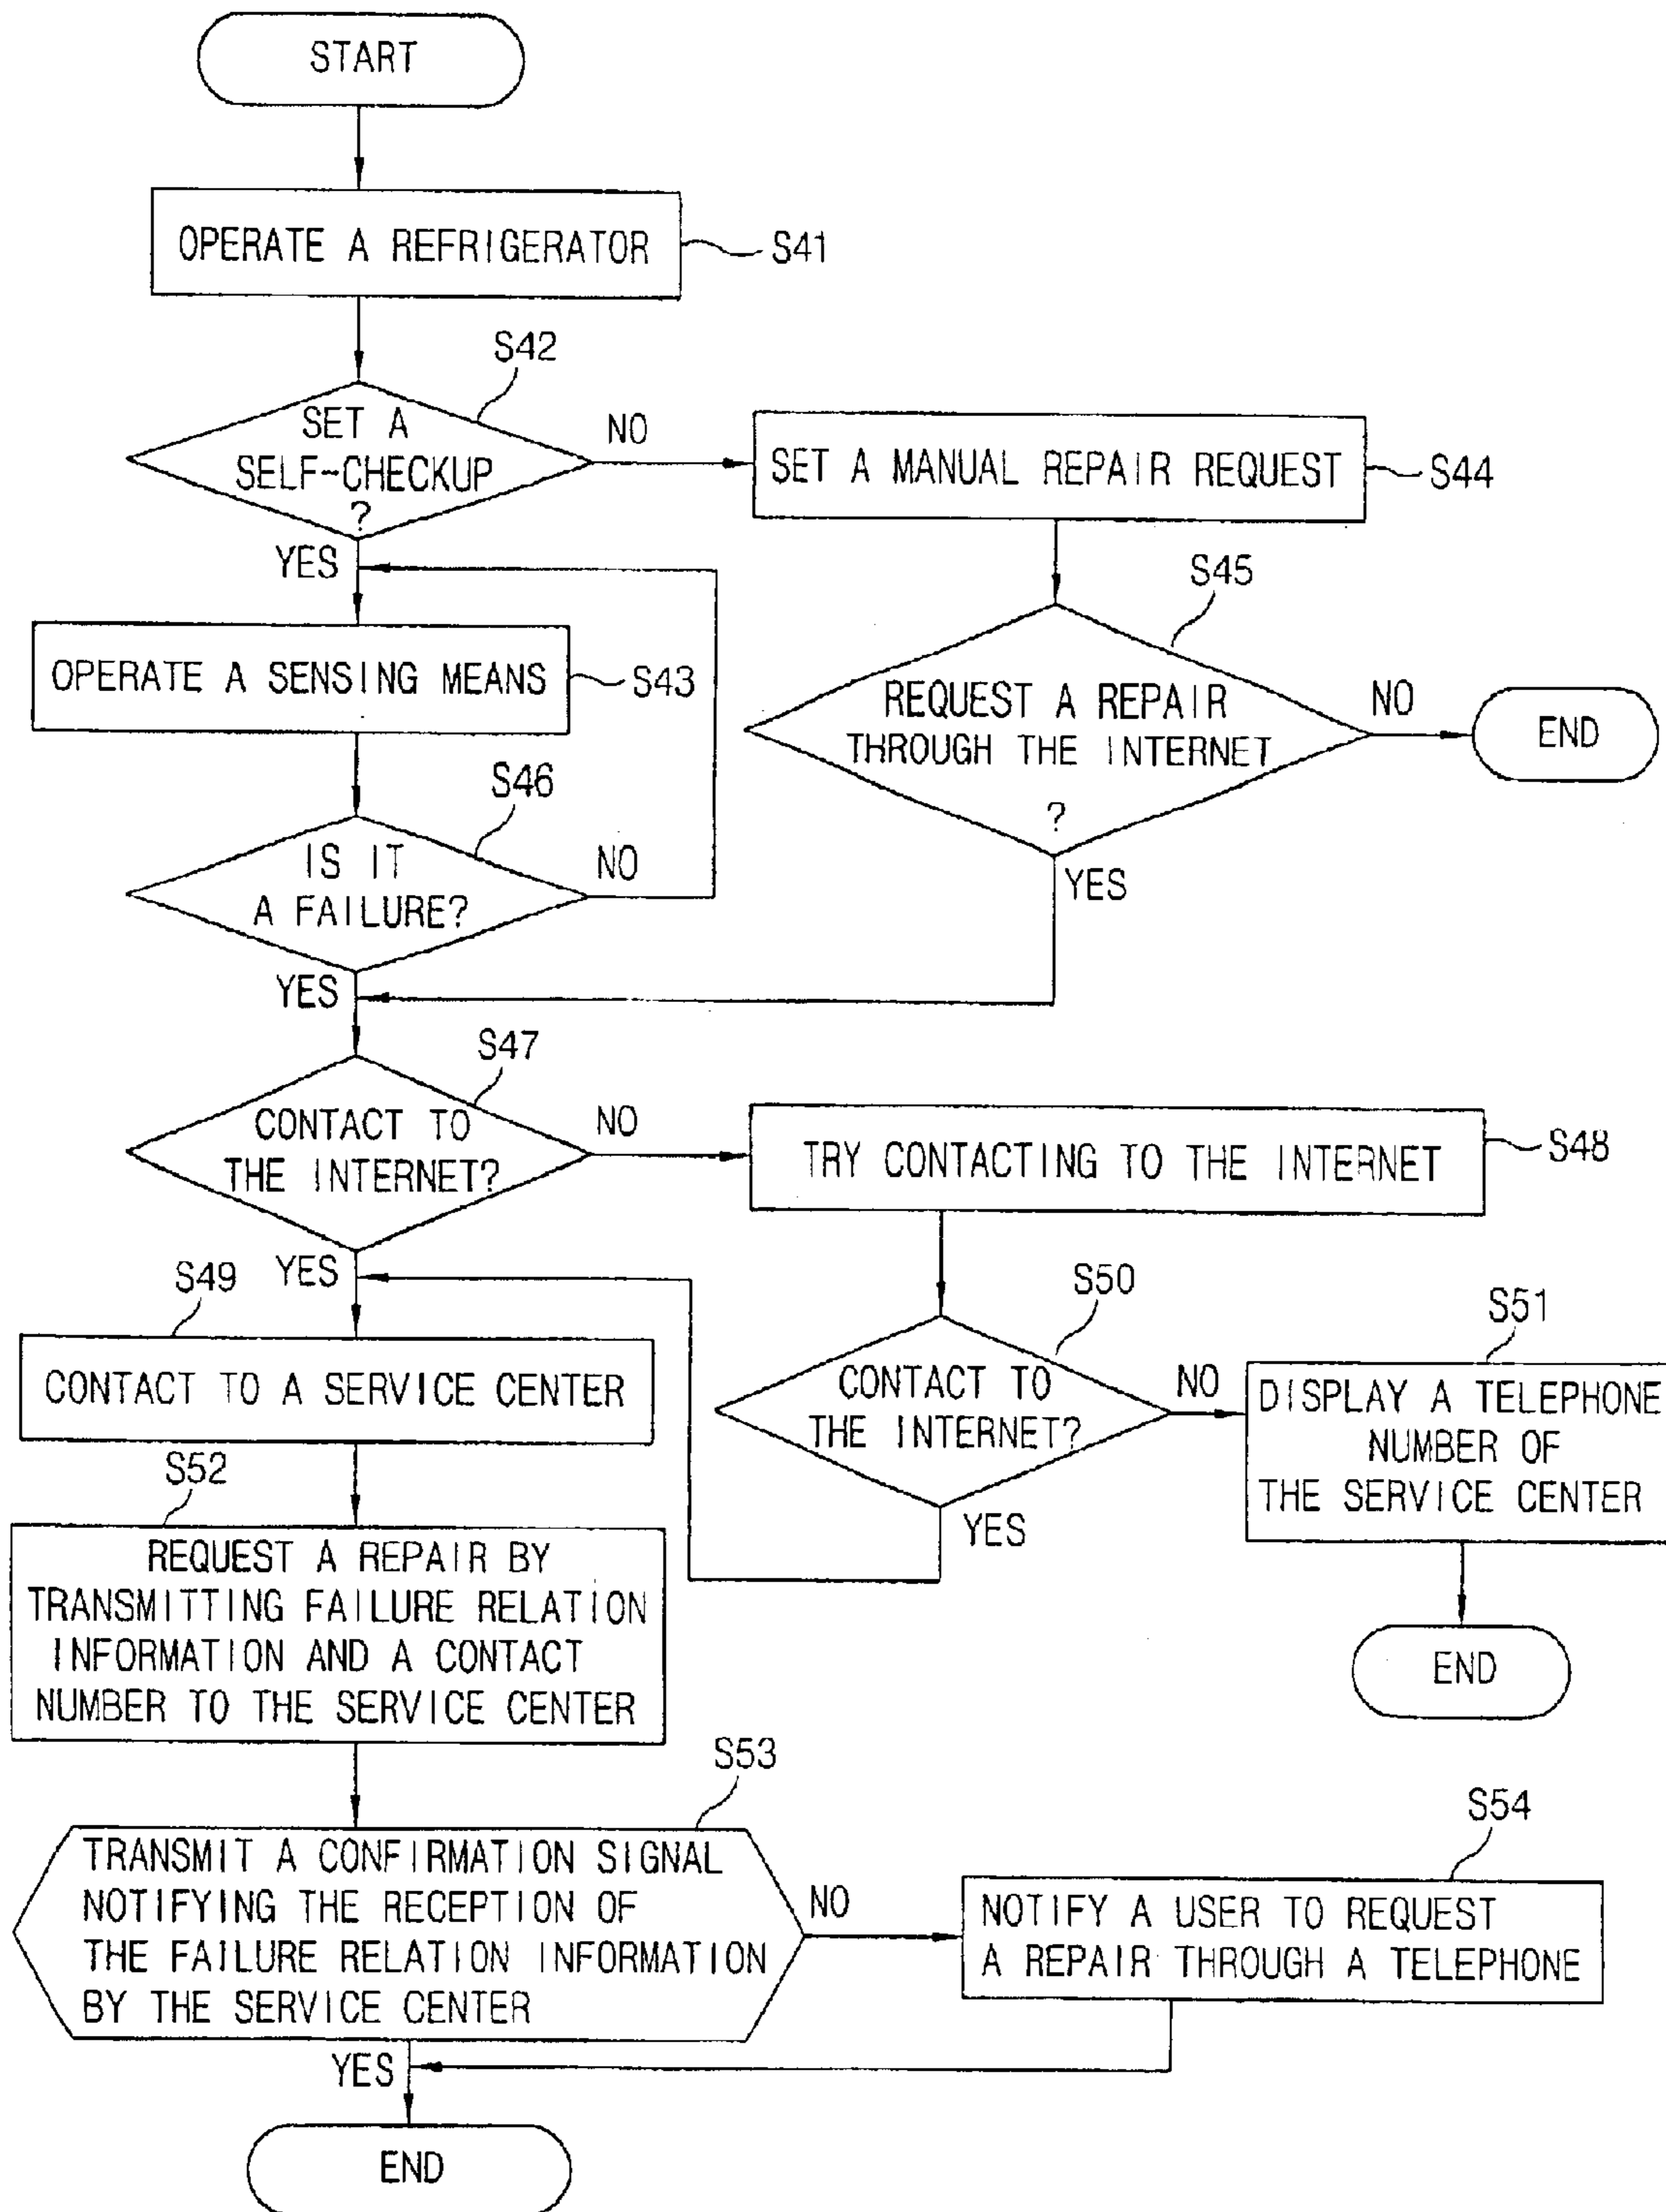 START
OPERATE A REFRIGERATOR
S41
S42
SET A
SELF-CHECKUP
?
NO
SET A MANUAL REPAIR REQUEST
S44
YES
S45
OPERATE A SENSING MEANS
S43
REQUEST A REPAIR
THROUGH THE INTERNET
?
NO
END
S46
IS IT
A FAILURE?
NO
YES
YES
S47
CONTACT TO
THE INTERNET?
NO
TRY CONTACTING TO THE INTERNET
S48
YES
S49
CONTACT TO A SERVICE CENTER
S50
CONTACT TO
THE INTERNET?
NO
S51
DISPLAY A TELEPHONE
NUMBER OF
THE SERVICE CENTER
YES
END
S52
REQUEST A REPAIR BY
TRANSMITTING FAILURE RELATION
INFORMATION AND A CONTACT
NUMBER TO THE SERVICE CENTER
S53
TRANSMIT A CONFIRMATION SIGNAL
NOTIFYING THE RECEPTION OF
THE FAILURE RELATION INFORMATION
BY THE SERVICE CENTER
NO
S54
NOTIFY A USER TO REQUEST
A REPAIR THROUGH A TELEPHONE
YES
END